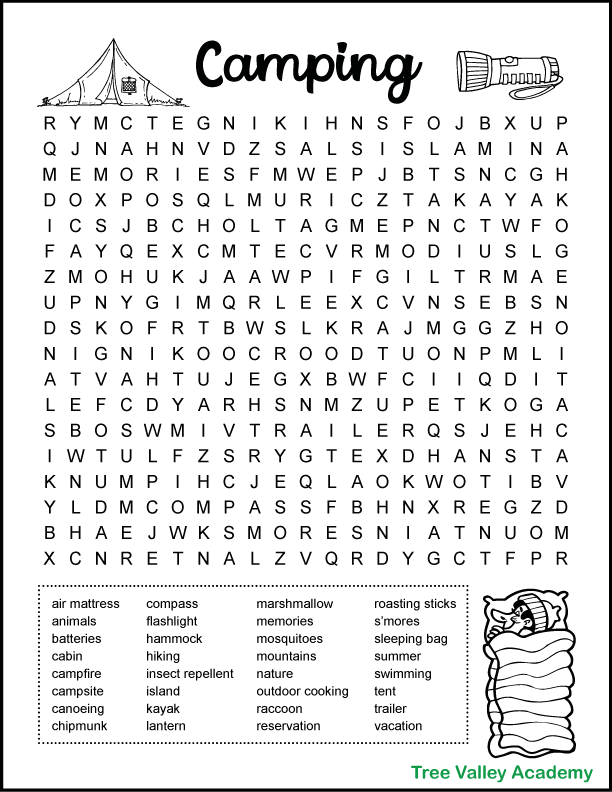 Camping
R Y M C T E G N I K I H N S F O J B X U P
Q J N A H N V D Z S A L S I S L A M I N A
M E M O R I E S F M W E P J B T S N C G H
D O X P O S Q L M U R I C Z T A K A Y A K
I C S J B C H O L T A G M E P N C T W F O
F A Y Q E X C M T E C V R M O D I U S L G
Z M O H U K J A A W P I F G I L T R M A E
U P N Y G I M Q R L E E X C V N S E B S N
D S K O F R T B W S L K R A J M G G Z H O
N I G N I K O O C R O O D T U O N P M L I
A T V A H T U J E G X B W F C I I Q D I T
L E F C D Y A R H S N M Z U P E T K O G A
S B O S W M I V T R A I L E R Q S J E H C
I W T U L F Z S R Y G T E X D H A N S T A
K N U M P I H C J E Q L A O K W O T I B V
Y L D M C O M P A S S F B H N X R E G Z D
B H A E J W K S M O R E S N I A T N U O M
X C N R E T N A L Z V Q R D Y G C T F P R
air mattress compass marshmallow roasting sticks
animals flashlight memories s'mores
batteries hammock mosquitoes sleeping bag
cabin hiking mountains summer
campfire insect repellent nature swimming
campsite island outdoor cooking tent
canoeing kayak raccoon trailer
chipmunk lantern reservation vacation
Tree Valley Academy